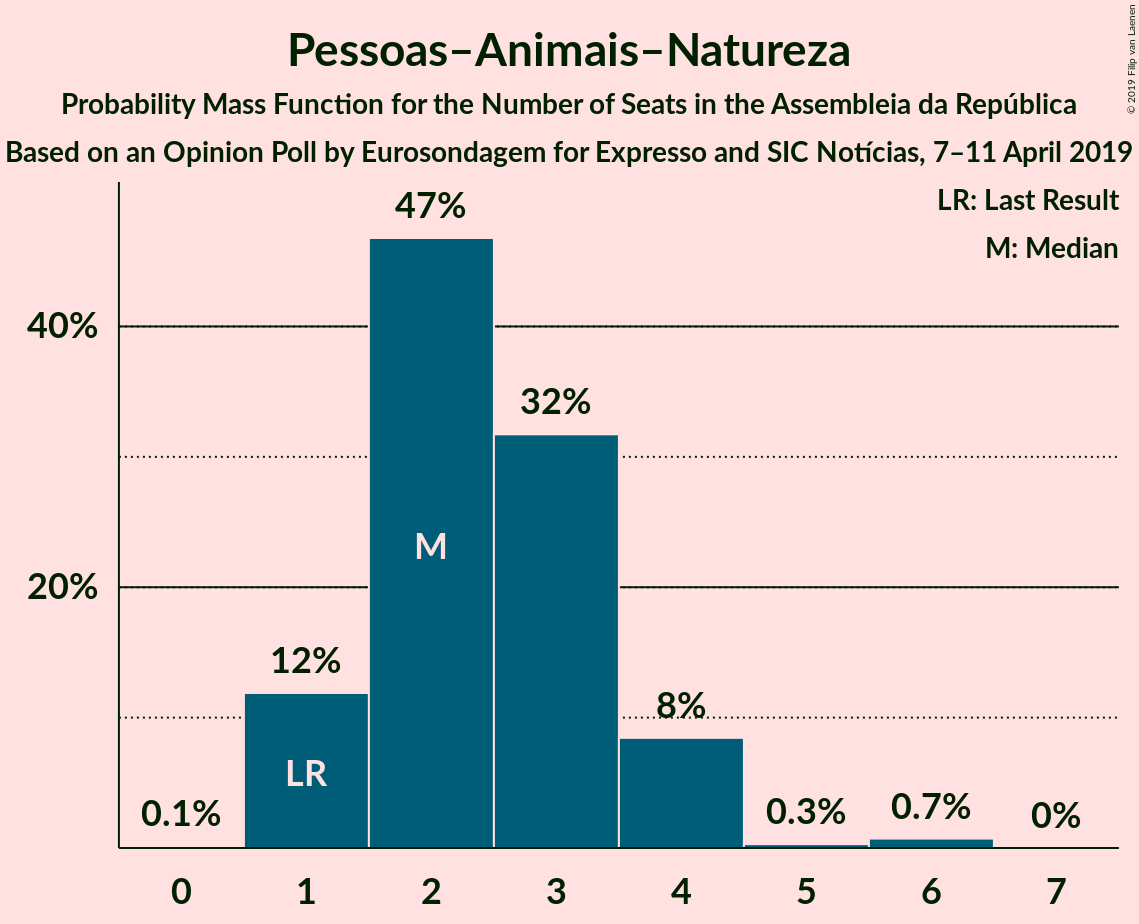 Pessoas–Animais–Natureza
Probability Mass Function for the Number of Seats in the Assembleia da República
Based on an Opinion Poll by Eurosondagem for Expresso and SIC Notícias, 7–11 April 2019
© 2019 Filip van Laenen
LR: Last Result
M: Median
47%
40%
32%
M
20%
12%
8%
LR
0.1%
0.3%
0.7%
0%
0 1 2 3 4 5 6 7